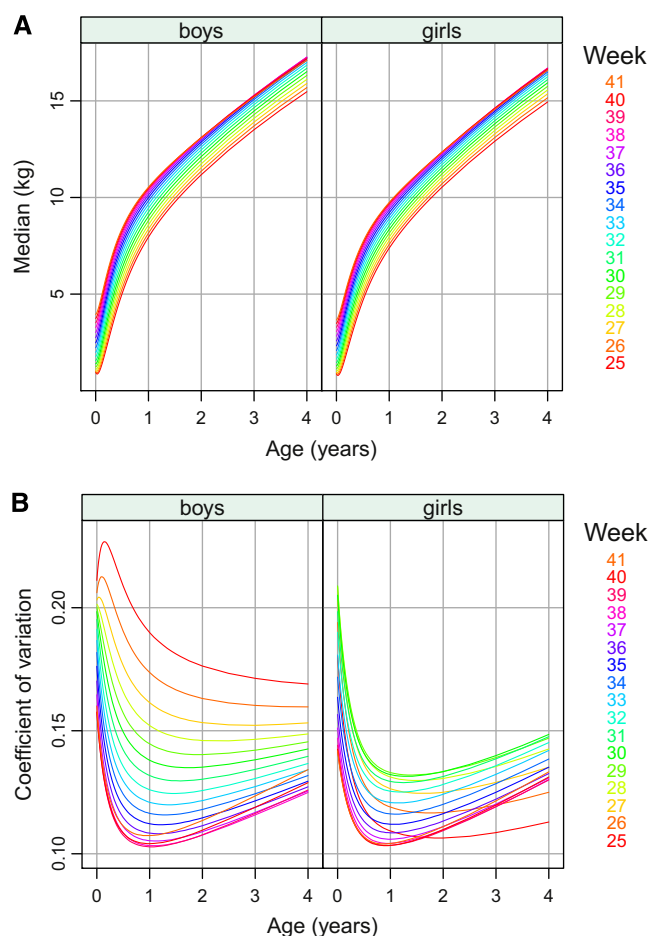 A
boys
girls
Week
41
40
39
38
37
36
35
34
33
32
31
30
29
28
27
26
25
Median (kg)
15
10
5
0 1 2 3 4
0 1 2 3 4
Age (years)
Age (years)
B
boys
girls
Week
41
40
39
38
37
36
35
34
33
32
31
30
29
28
27
26
25
Coefficient of variation
0.20
0.15
0.10
0 1 2 3 4
0 1 2 3 4
Age (years)
Age (years)